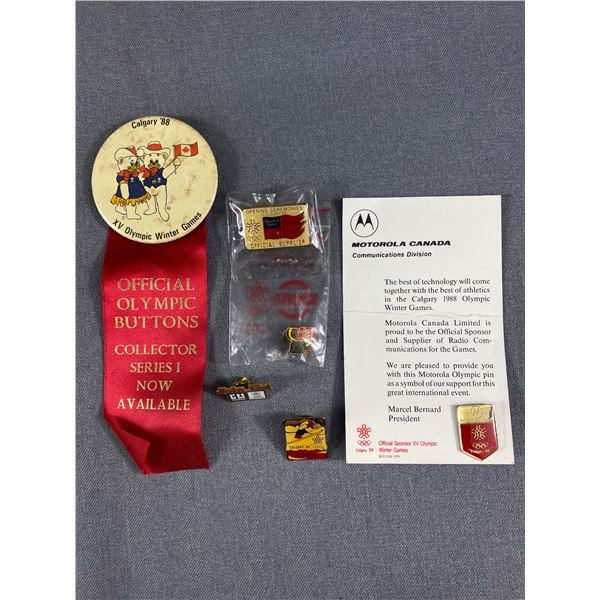 Calgary '88
XV Olympic Winter Games
OFFICIAL
OLYMPIC
BUTTONS
COLLECTOR
SERIES I
NOW
AVAILABLE
OPENING CEREMONIES
OFFICIAL SUPPLIER
CALGARY '88
MOTOROLA CANADA
Communications Division
The best of technology will come
together with the best of athletics
in the Calgary 1988 Olympic
Winter Games.
Motorola Canada Limited is
proud to be the Official Sponsor
and Supplier of Radio Com-
munications for the Games.
We are pleased to provide you
with this Motorola Olympic pin
as a symbol of our support for this
great international event.
Marcel Bernard
President
Calgary '88
Official Sponsor XV Olympic
Winter Games
Calgary '88